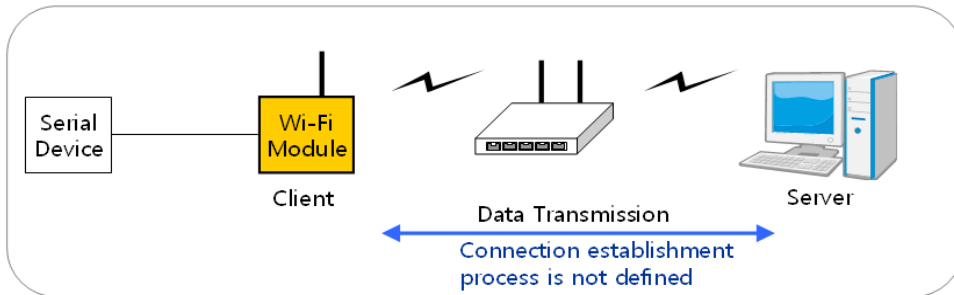 Serial
Device
Wi-Fi
Module
Client
Server
Data Transmission
Connection establishment
process is not defined